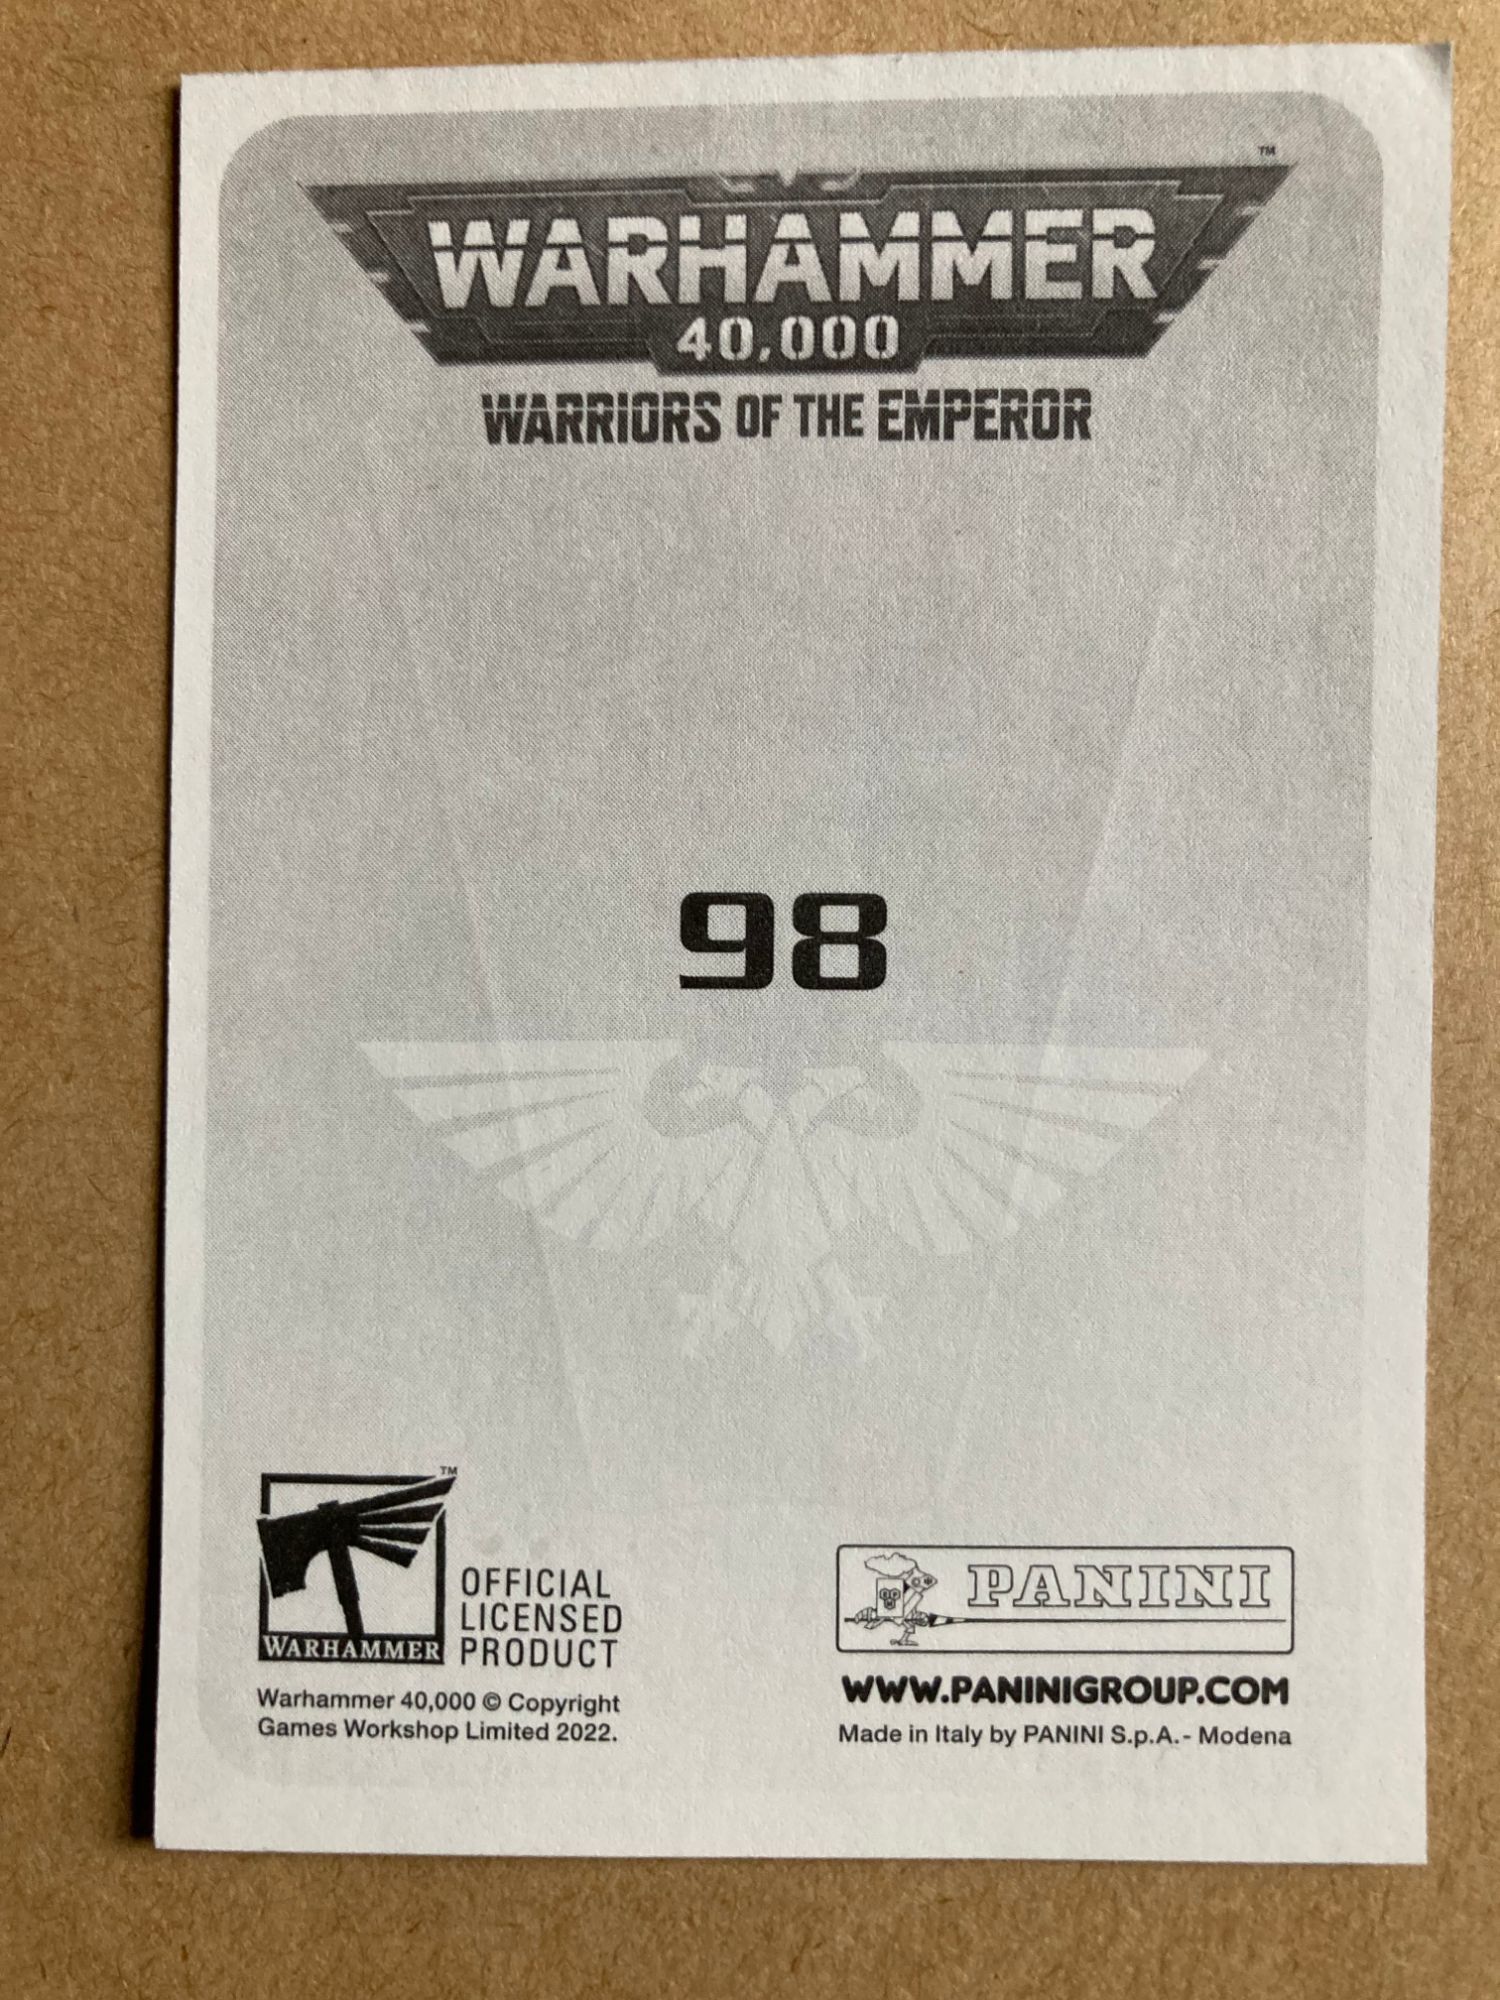 WARHAMMER
™
40,000
WARRIORS OF THE EMPEROR
98
™
WARHAMMER
OFFICIAL
LICENSED
PRODUCT
Warhammer 40,000 © Copyright
Games Workshop Limited 2022.
PANINI
WWW.PANINIGROUP.COM
Made in Italy by PANINI S.p.A. - Modena